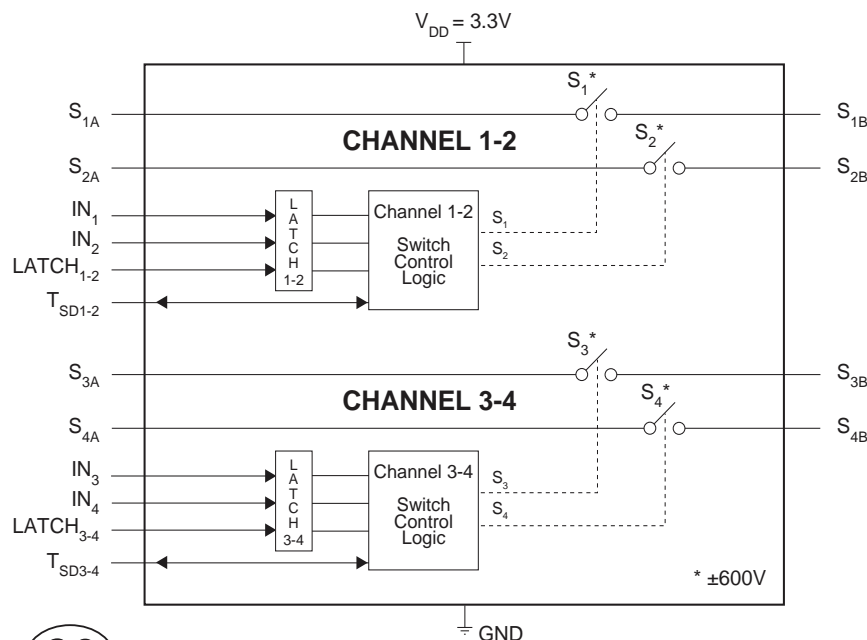 V_DD = 3.3V
S_1A
S_1*
S_1B
CHANNEL 1-2
S_2*
S_2A
S_2B
IN_1
IN_2
LATCH_1-2
T_SD1-2
LATCH
1-2
Channel 1-2
Switch
Control
Logic
S_1
S_2
S_3A
S_3*
S_3B
CHANNEL 3-4
S_4*
S_4A
S_4B
IN_3
IN_4
LATCH_3-4
T_SD3-4
LATCH
3-4
Channel 3-4
Switch
Control
Logic
S_3
S_4
* ±600V
GND